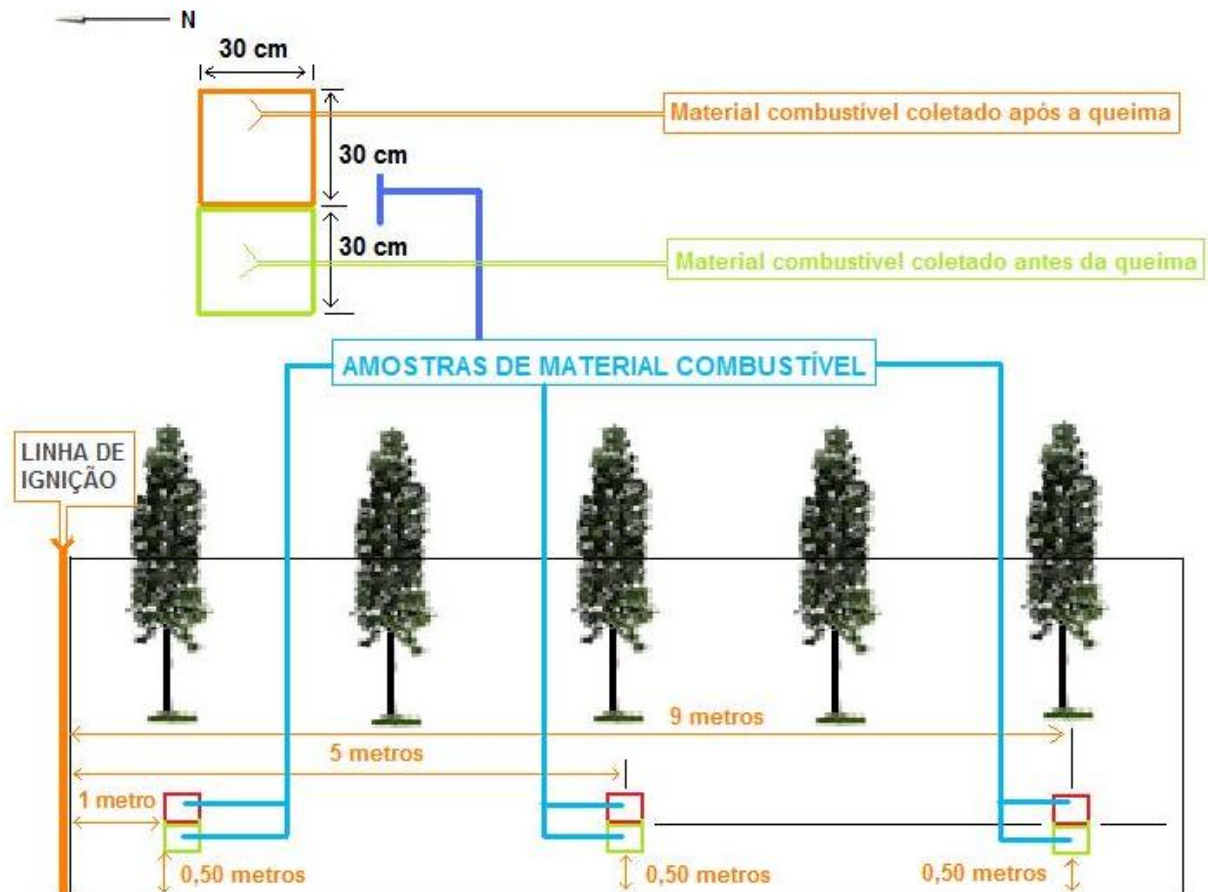 N
30 cm
Material combustivel coletado após a queima
30 cm
30 cm
Material combustivel coletado antes da queima
AMOSTRAS DE MATERIAL COMBUSTÍVEL
LINHA DE
IGNIÇÃO
9 metros
5 metros
1 metro
0,50 metros
0,50 metros
0,50 metros